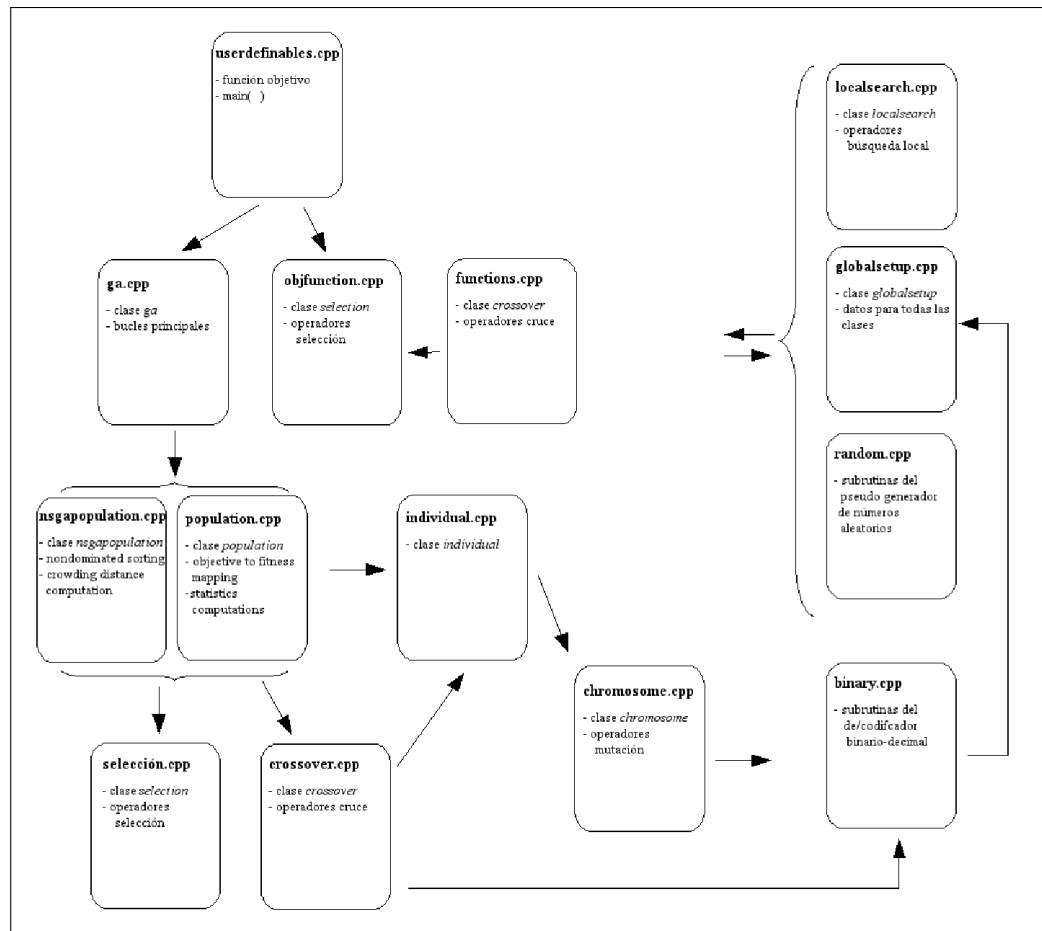 userdefinables.cpp
- función objetivo
- main( )
localsearch.cpp
- clase localsearch
- operadores
búsqueda local
ga.cpp
- clase ga
- bucles principales
objfunction.cpp
- clase selection
- operadores
selección
functions.cpp
- clase crossover
- operadores cruce
globalsetup.cpp
- clase globalsetup
- datos para todas las
clases
random.cpp
- subrutinas del
pseudo generador
de números
aleatorios
nsgapopulation.cpp
- clase nsgapopulation
- nondominated sorting
- crowding distance
computation
population.cpp
- clase population
- objective to fitness
mapping
-statistics
computations
individual.cpp
- clase individual
chromosome.cpp
- clase chromosome
- operadores
mutación
binary.cpp
- subrutinas del
de/codifcador
binario-decimal)
selección.cpp
- clase selection
- operadores
selección
crossover.cpp
- clase crossover
- operadores cruce